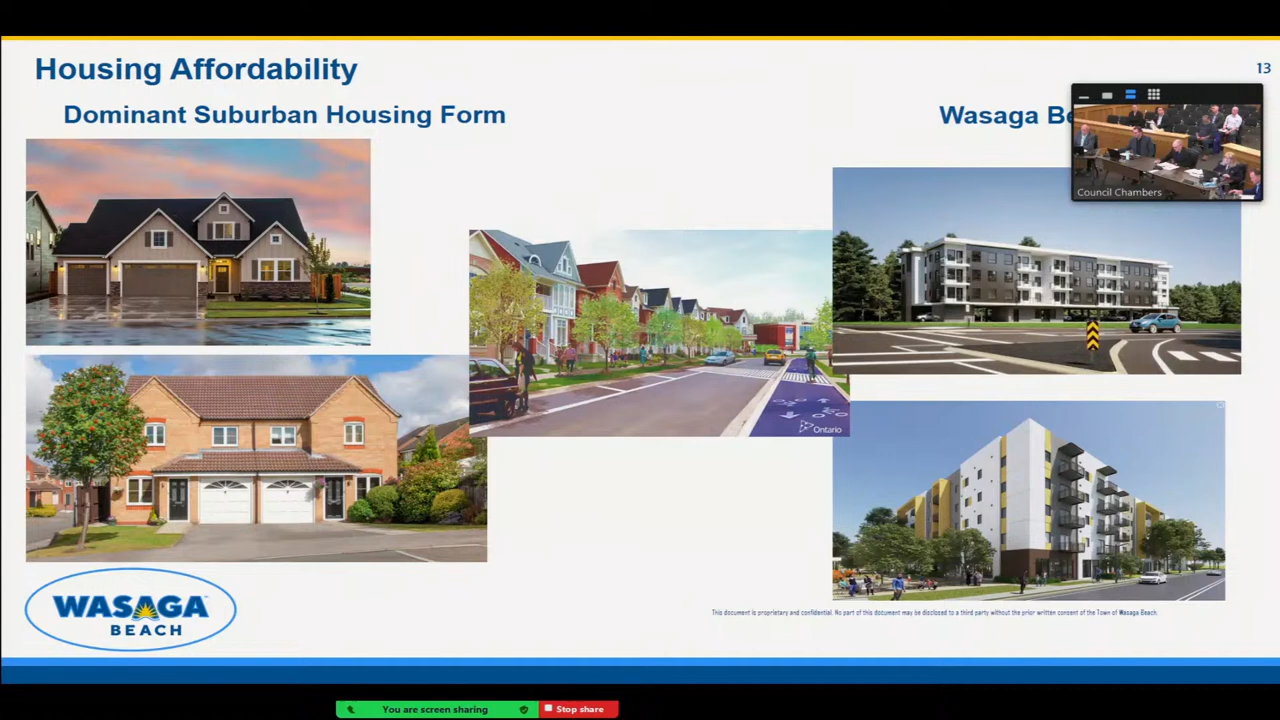 Housing Affordability
13
Dominant Suburban Housing Form
Wasaga
Council Chambers
Ontario
WASAGA
BEACH
This document is proprietary and confidential. No part of this document may be disclosed to a third party without the prior written consent of the Town of Wasaga Beach.
You are screen sharing
Stop share